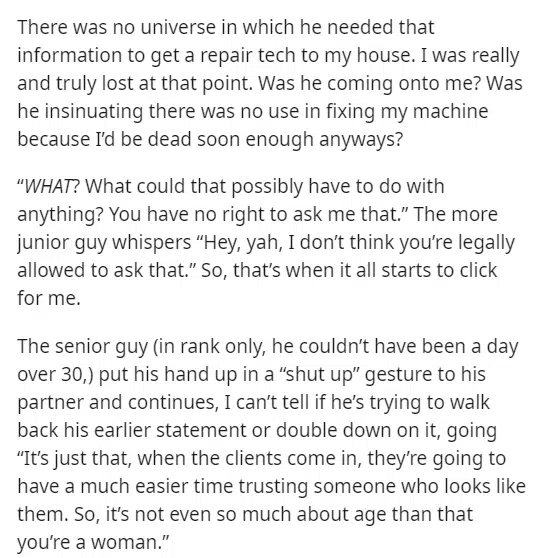 There was no universe in which he needed that
information to get a repair tech to my house. I was really
and truly lost at that point. Was he coming onto me? Was
he insinuating there was no use in fixing my machine
because I’d be dead soon enough anyways?
“WHAT? What could that possibly have to do with
anything? You have no right to ask me that.” The more
junior guy whispers “Hey, yah, I don’t think you’re legally
allowed to ask that.” So, that’s when it all starts to click
for me.
The senior guy (in rank only, he couldn’t have been a day
over 30,) put his hand up in a “shut up” gesture to his
partner and continues, I can’t tell if he’s trying to walk
back his earlier statement or double down on it, going
“It’s just that, when the clients come in, they’re going to
have a much easier time trusting someone who looks like
them. So, it’s not even so much about age than that
you’re a woman.”